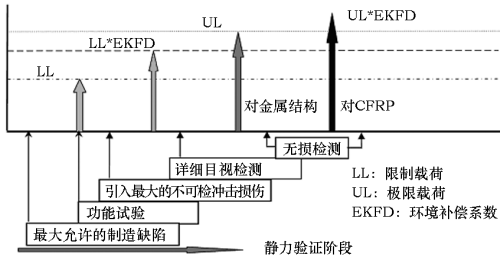 UL
UL*EKFD
LL*EKFD
LL
对金属结构
对CFRP
无损检测
详细目视检测
引入最大的不可检冲击损伤
功能试验
最大允许的制造缺陷
LL：限制载荷
UL：极限载荷
EKFD：环境补偿系数
静力验证阶段